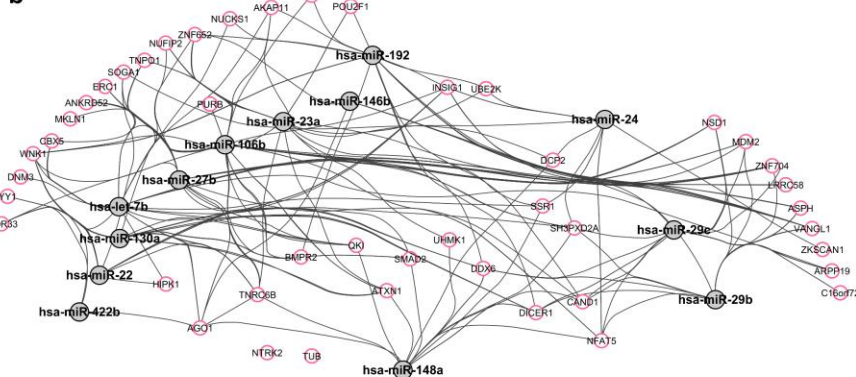 b
AKAP11
POU2F1
NUCKS1
ZNF652
NUFIP2
hsa-miR-192
TNPO1
SOGA1
ERC1
INSIG1
UBE2K
ANKRD52
PURB
hsa-miR-146b
MKLN1
hsa-miR-23a
hsa-miR-24
NSD1
CBX5
hsa-miR-106b
MDM2
WNK1
DCP2
ZNF704
DNM3
hsa-miR-27b
LRRC58
YY1
hsa-let-7b
SSR1
ASPH
R33
hsa-miR-130a
SH3PXD2A
hsa-miR-29c
VANGL1
QKI
UHMK1
ZKSCAN1
BMPR2
SMAD2
DDX6
ARPP19
hsa-miR-22
HIPK1
TNRC6B
ATXN1
C16orf72
hsa-miR-29b
CAND1
hsa-miR-422b
DICER1
AGO1
NFAT5
NTRK2
TUB
hsa-miR-148a